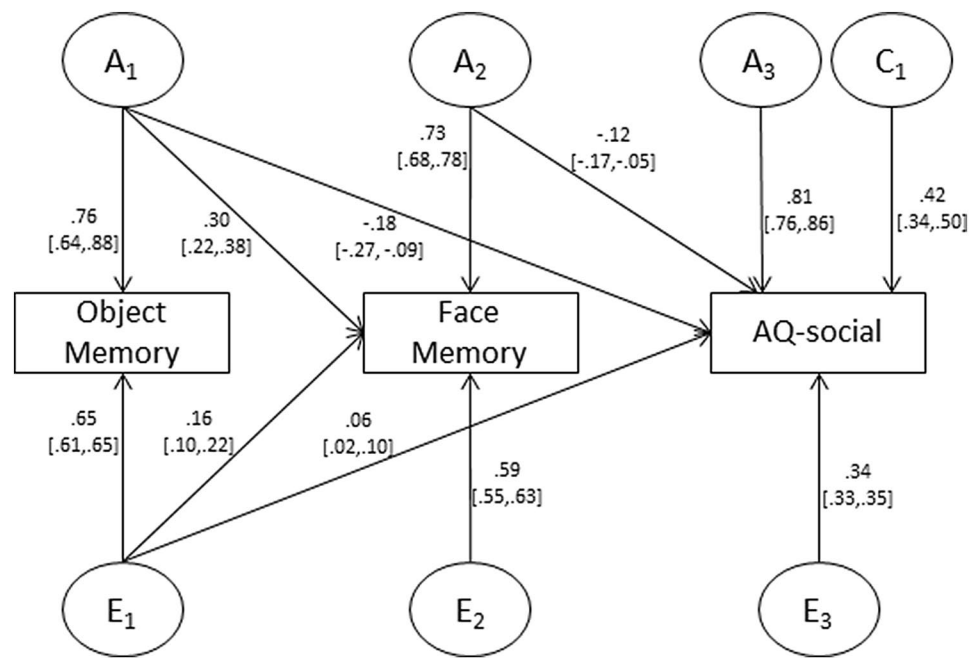 A1
A2
A3
C1
.73
[.68,.78]
-.12
[-.17,-.05]
.76
[.64,.88]
.30
[.22,.38]
-.18
[-.27, -.09]
.81
[.76,.86]
.42
[.34,.50]
Object
Memory
Face
Memory
AQ-social
.65
[.61,.65]
.16
[.10,.22]
.06
[.02,.10]
.59
[.55,.63]
.34
[.33,.35]
E1
E2
E3